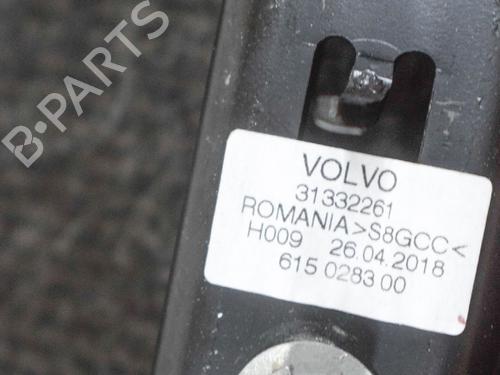 B-PARTS
VOLVO
31332261
ROMANIA>S8GCC<
H009 26.04.2018
615 0283 00